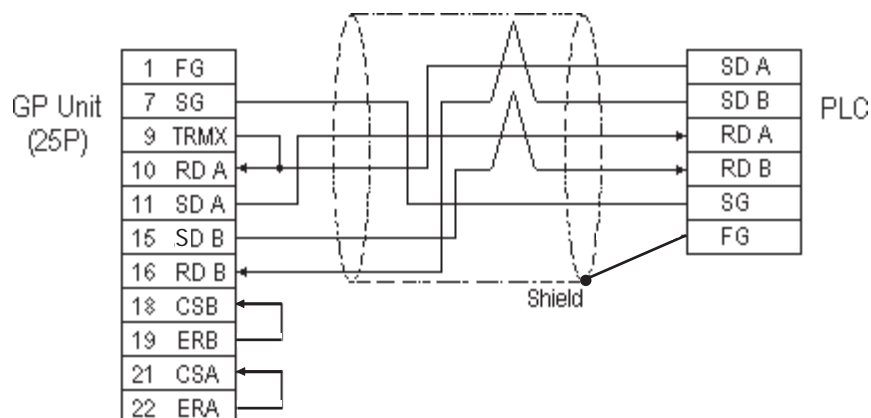 GP Unit
(25P)
1 FG
7 SG
9 TRMX
10 RD A
11 SD A
15 SD B
16 RD B
18 CSB
19 ERB
21 CSA
22 ERA
Shield
SD A
SD B
RD A
RD B
SG
FG
PLC